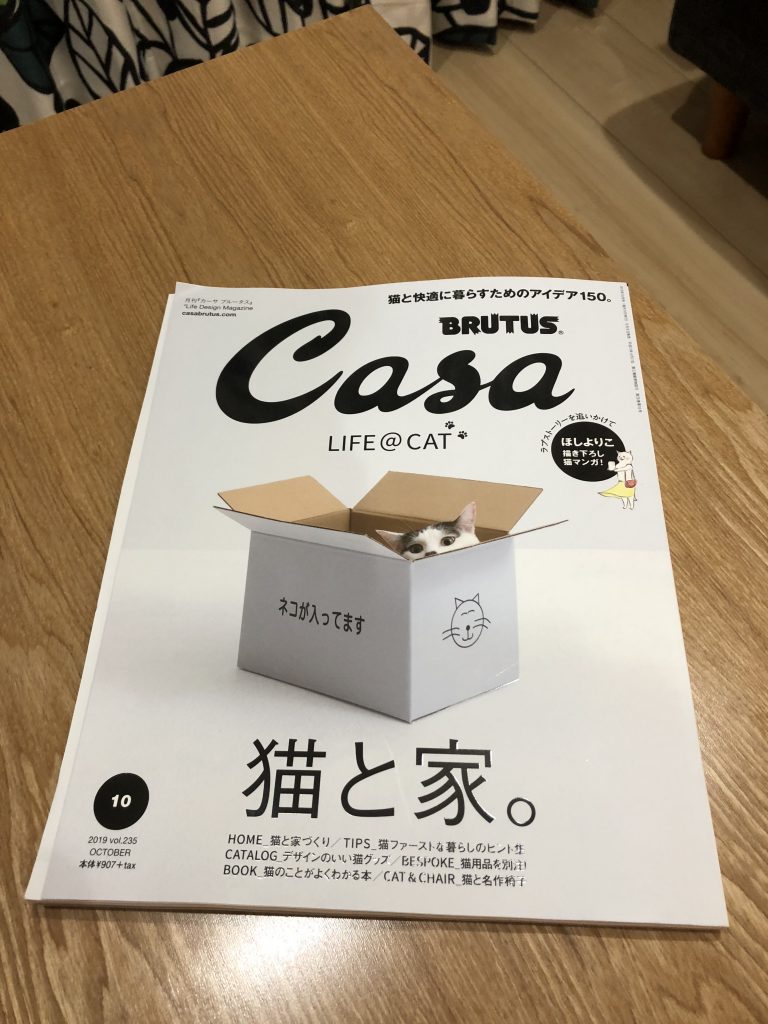 月刊『カーサ ブルータス』
"Life Design Magazine
casabrutus.com
猫と快適に暮らすためのアイデア150。
BRUTUS®
Casa
LIFE@CAT
ラブストーリーを追いかけて
ほしよりこ
描き下ろし
猫マンガ!
ネコが入ってます
猫と家。
10
2019 vol.235
OCTOBER
本体¥907+tax
HOME_猫と家づくり/TIPS_猫ファーストな暮らしのヒント集
CATALOG_デザインのいい猫グッズ/BESPOKE_猫用品を別注!
BOOK_猫のことがよくわかる本/CAT & CHAIR_猫と名作椅子